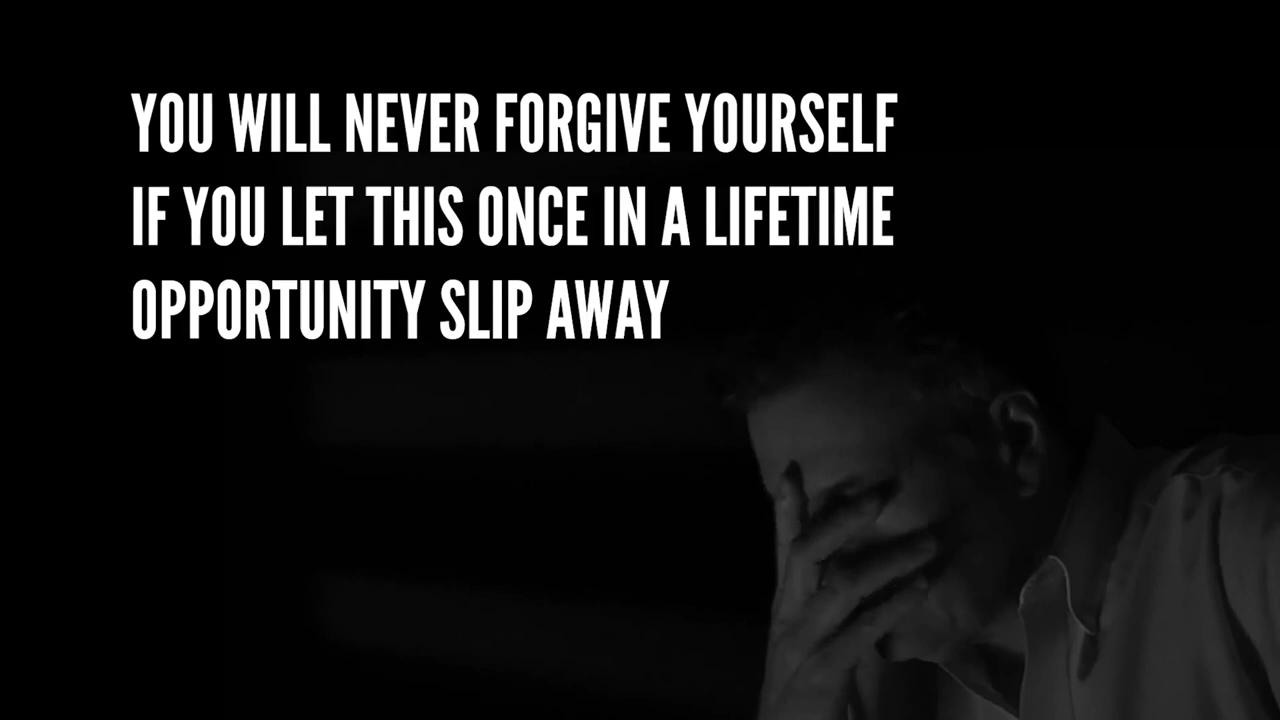 YOU WILL NEVER FORGIVE YOURSELF
IF YOU LET THIS ONCE IN A LIFETIME
OPPORTUNITY SLIP AWAY